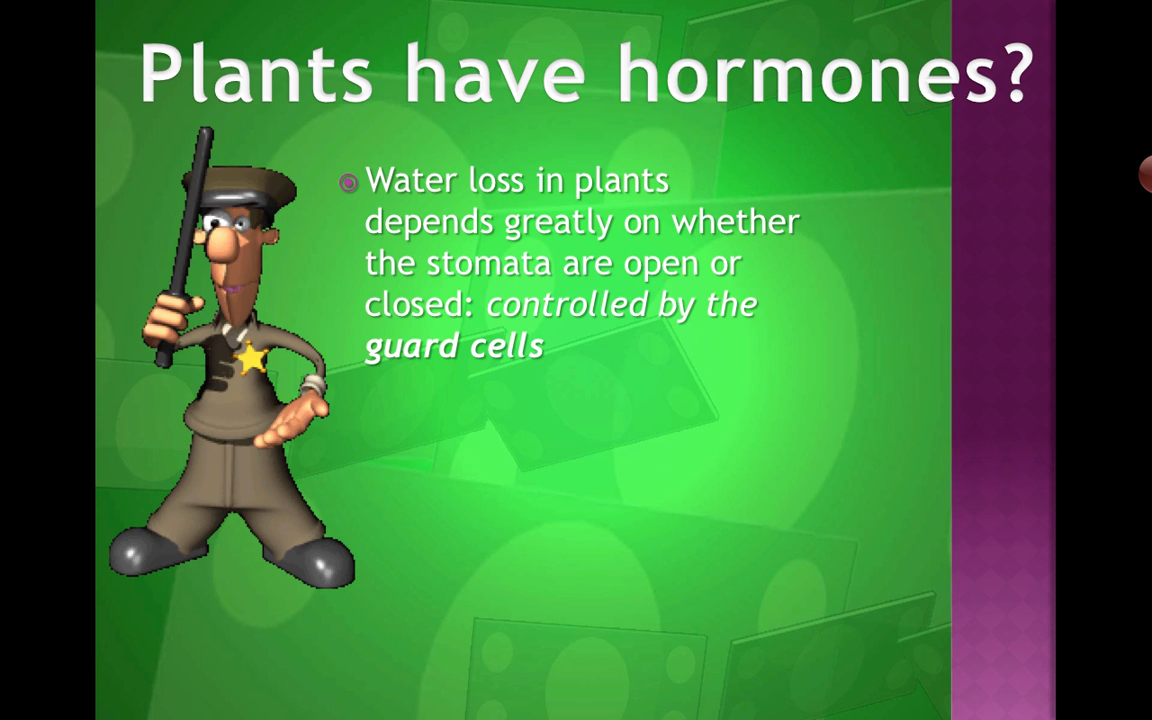 Plants have hormones?
Water loss in plants
depends greatly on whether
the stomata are open or
closed: controlled by the
guard cells